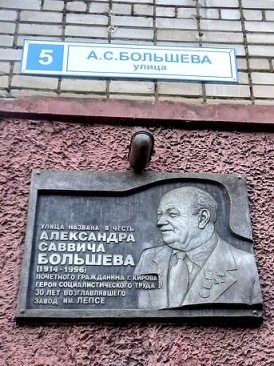 5
А.С.БОЛЬШЕВА
улица
УЛИЦА НАЗВАНА В ЧЕСТЬ
АЛЕКСАНДРА
САВВИЧА
БОЛЬШЕВА
(1914-1996)
ПОЧЕТНОГО ГРАЖДАНИНА Г. КИРОВА
ГЕРОЯ СОЦИАЛИСТИЧЕСКОГО ТРУДА
30 ЛЕТ ВОЗГЛАВЛЯВШЕГО
ЗАВОД ИМ. ЛЕПСЕ